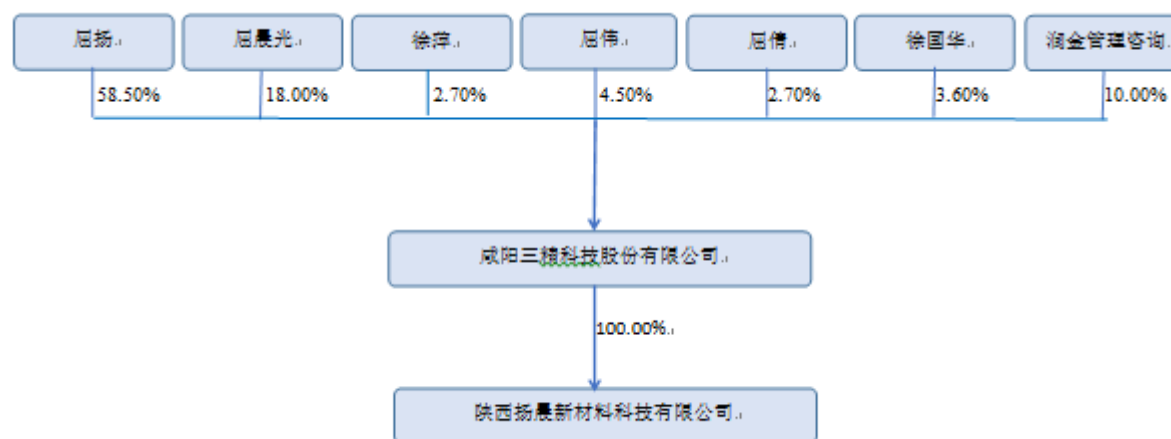 屈扬
屈晨光
徐萍
屈伟
屈倩
徐国华
润金管理咨询
58.50%
18.00%
2.70%
4.50%
2.70%
3.60%
10.00%
咸阳三精科技股份有限公司
100.00%
陕西扬晨新材料科技有限公司